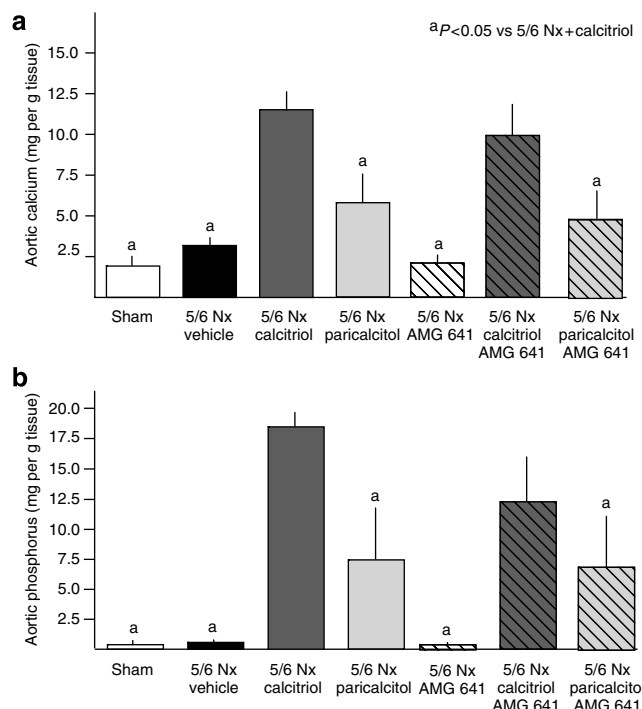 a
aP<0.05 vs 5/6 Nx+calcitriol
Aortic calcium (mg per g tissue)
15.0
12.5
10.0
7.5
5.0
2.5
a
a
a
a
a
Sham
5/6 Nx
vehicle
5/6 Nx
calcitriol
5/6 Nx
paricalcitol
5/6 Nx
AMG 641
5/6 Nx
calcitriol
AMG 641
5/6 Nx
paricalcitol
AMG 641
b
Aortic phosphorus (mg per g tissue)
20.0
17.5
15.0
12.5
10.0
7.5
5.0
2.5
a
a
a
a
a
Sham
5/6 Nx
vehicle
5/6 Nx
calcitriol
5/6 Nx
paricalcitol
5/6 Nx
AMG 641
5/6 Nx
calcitriol
AMG 641
5/6 Nx
paricalcito
AMG 641